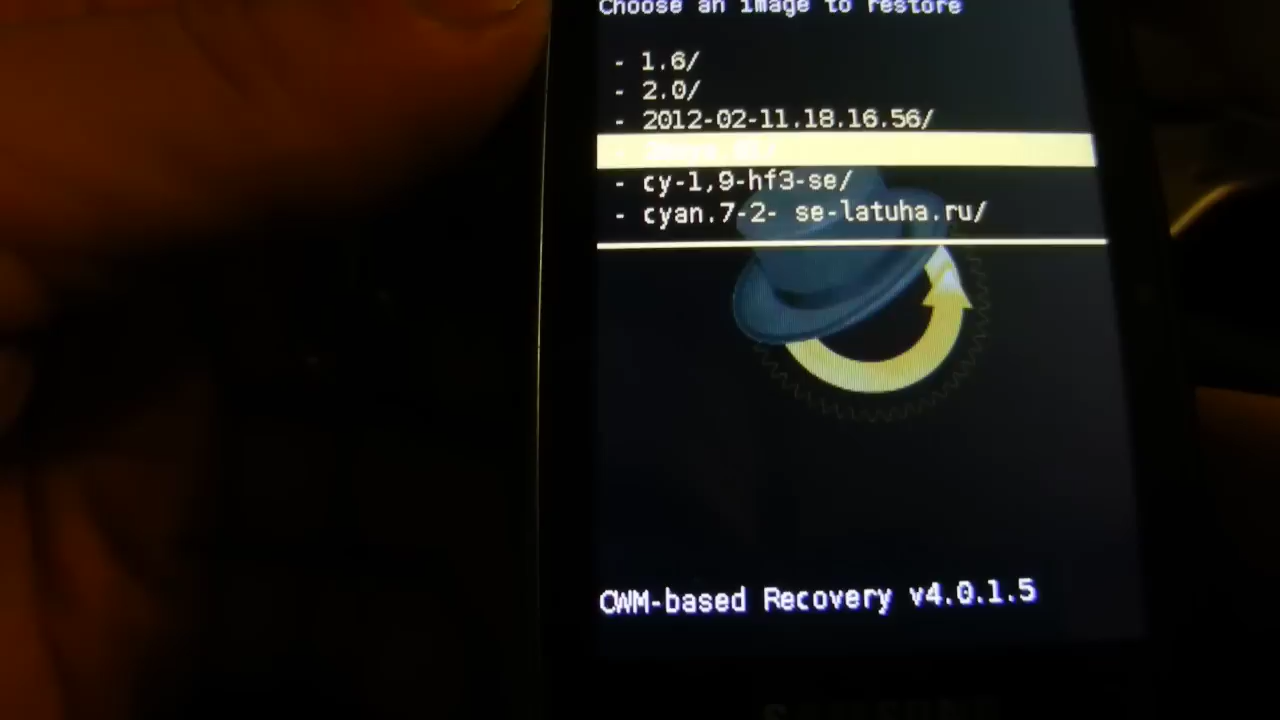 Choose an image to restore
- 1.6/
- 2.0/
- 2012-02-11.18.16.56/
- cy-1,9-hf3-se/
- cyan.7-2- se-latuha.ru/
CWM-based Recovery v4.0.1.5
SAMSUNG